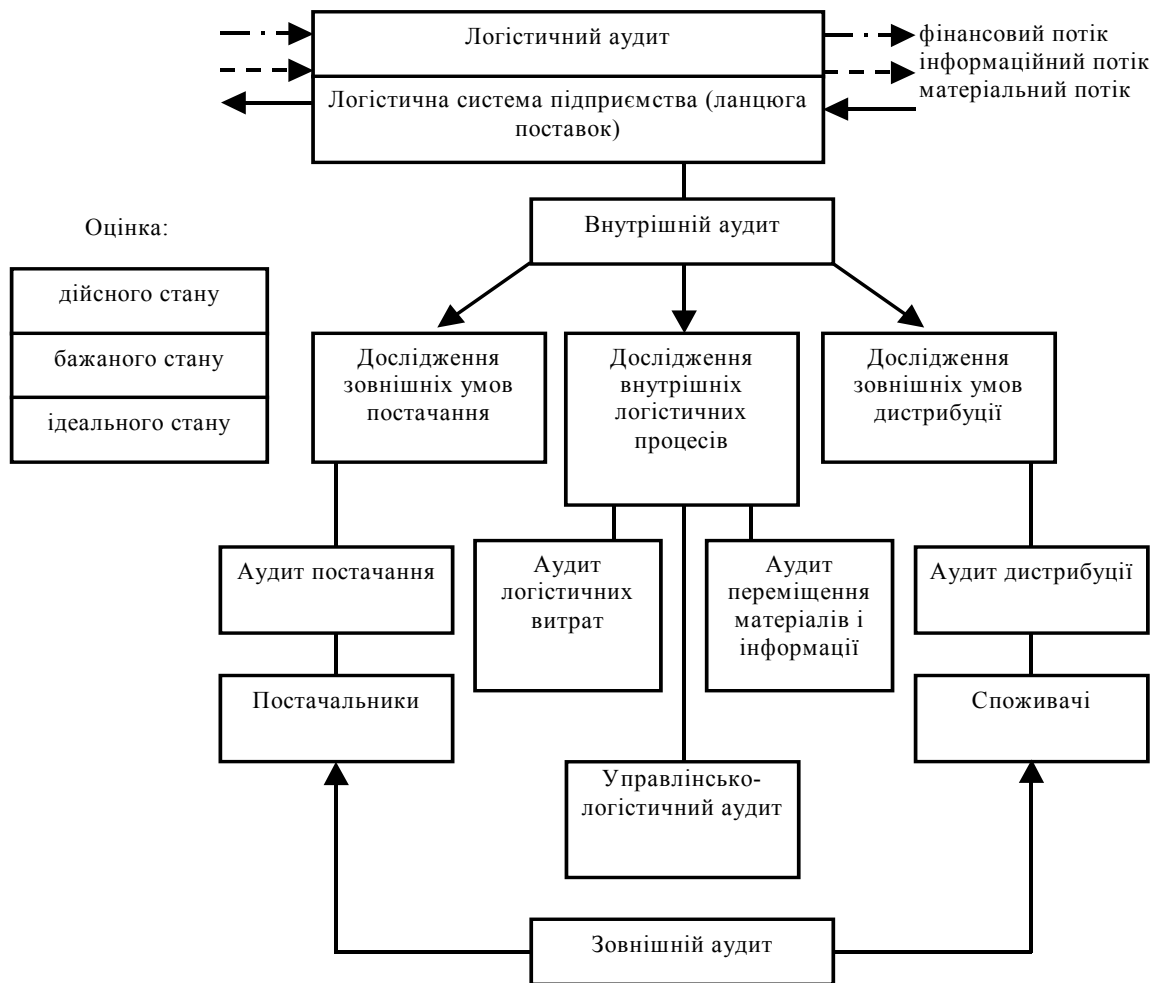 Логістичний аудит
фінансовий потік
інформаційний потік
матеріальний потік
Логістична система підприємства (ланцюга
поставок)
Внутрішній аудит
Оцінка:
дійсного стану
бажаного стану
ідеального стану
Дослідження
зовнішніх умов
постачання
Дослідження
внутрішніх
логістичних
процесів
Дослідження
зовнішніх умов
дистрибуції
Аудит постачання
Аудит
логістичних
витрат
Аудит
переміщення
матеріалів і
інформації
Аудит дистрибуції
Постачальники
Споживачі
Управлінсько-
логістичний аудит
Зовнішній аудит